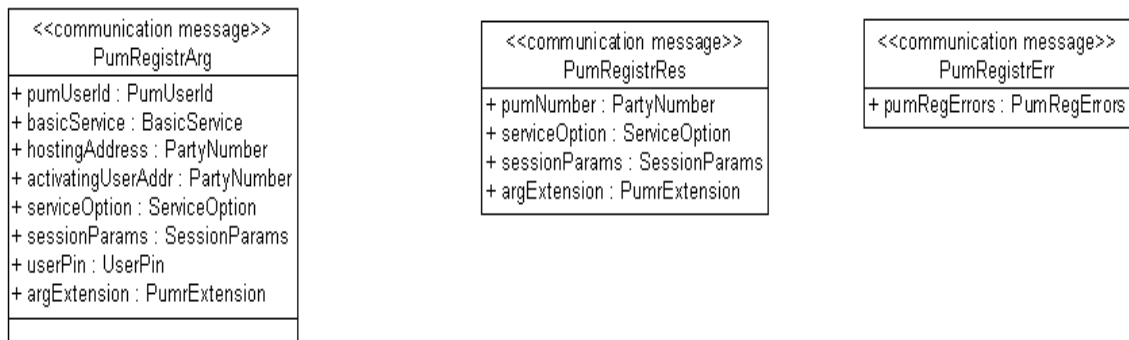 <<communication message>>
PumRegistrArg
+ pumUserId : PumUserId
+ basicService : BasicService
+ hostingAddress : PartyNumber
+ activatingUserAddr : PartyNumber
+ serviceOption : ServiceOption
+ sessionParams : SessionParams
+ userPin : UserPin
+ argExtension : PumrExtension
<<communication message>>
PumRegistrRes
+ pumNumber : PartyNumber
+ serviceOption : ServiceOption
+ sessionParams : SessionParams
+ argExtension : PumrExtension
<<communication message>>
PumRegistrErr
+ pumRegErrors : PumRegErrors